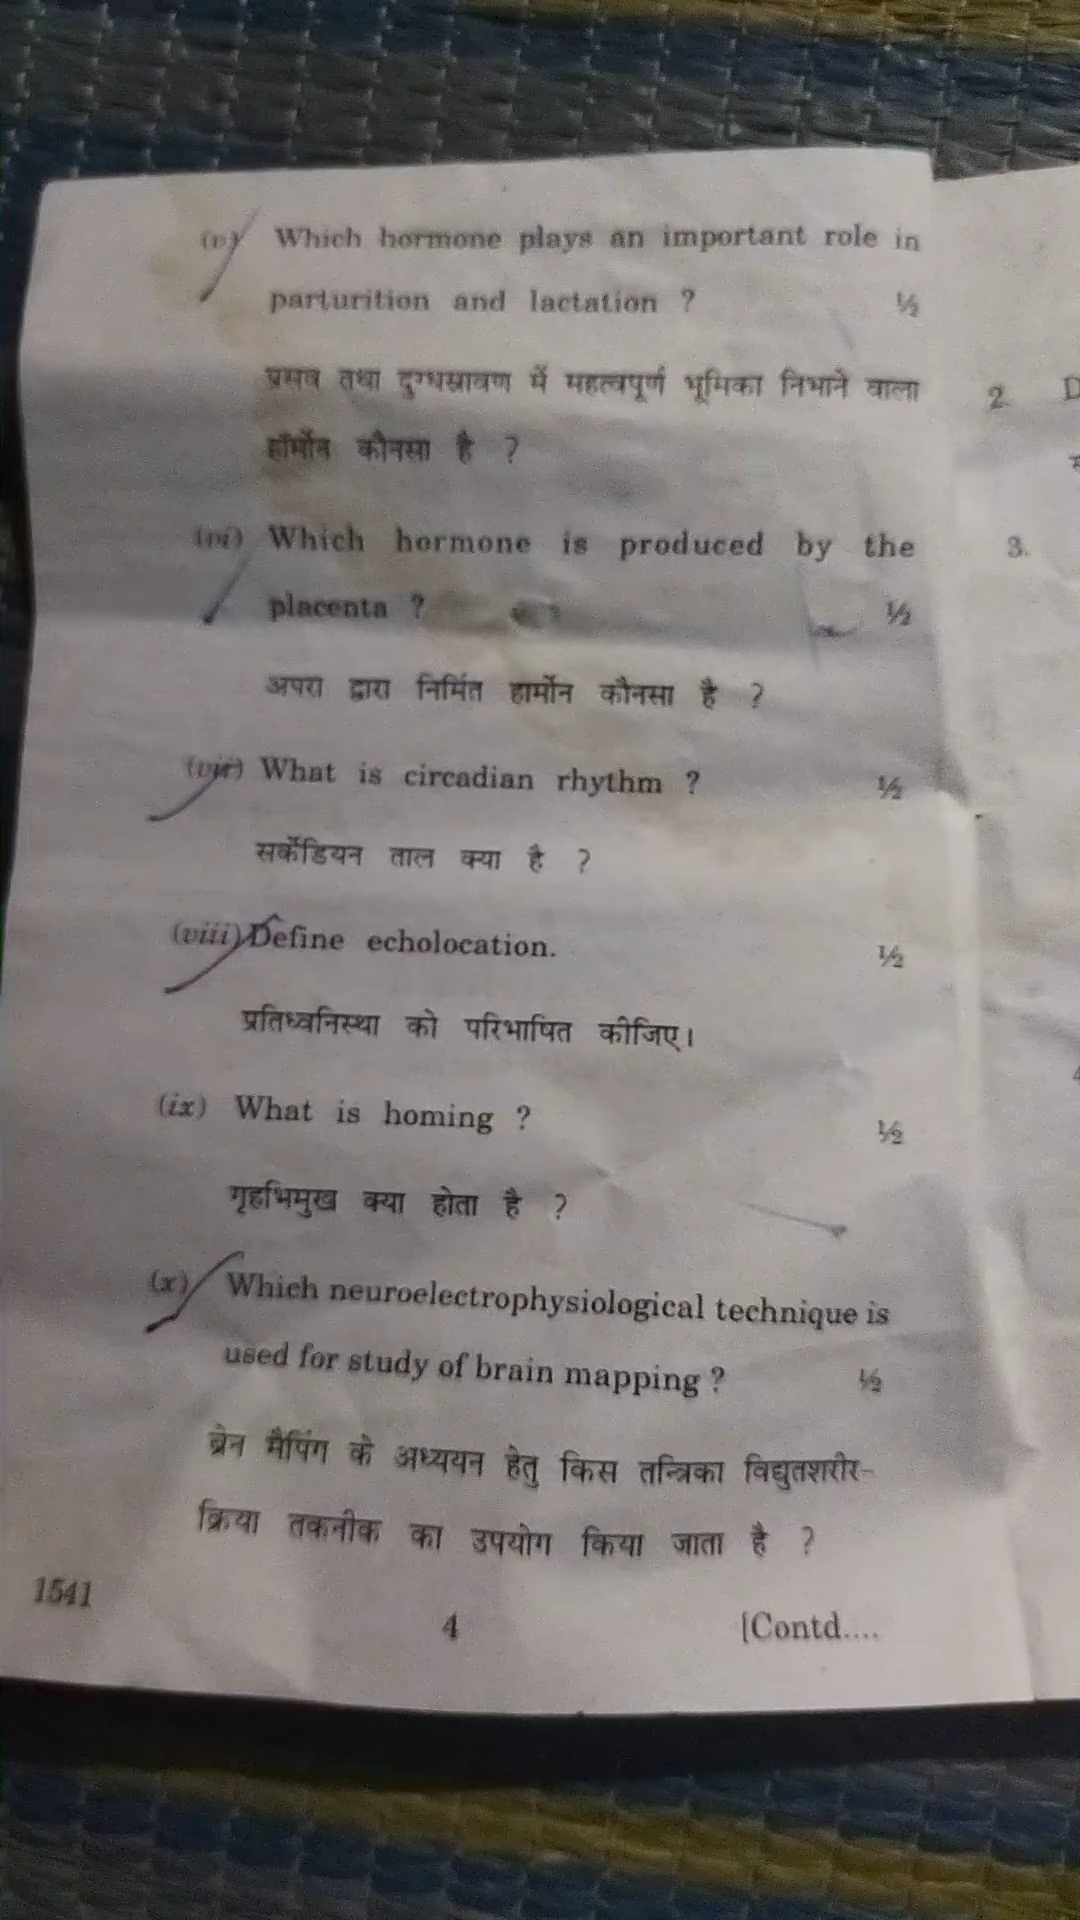 (v) Which hormone plays an important role in
parturition and lactation ? ½
प्रसव तथा दुग्धस्रावण में महत्वपूर्ण भूमिका निभाने वाला
हॉर्मोन कौनसा है ?
(vi) Which hormone is produced by the
placenta ? ½
अपरा द्वारा निर्मित हार्मोन कौनसा है ?
(vii) What is circadian rhythm ? ½
सर्केडियन ताल क्या है ?
(viii) Define echolocation. ½
प्रतिध्वनिस्था को परिभाषित कीजिए।
(ix) What is homing ? ½
गृहभिमुख क्या होता है ?
(x) Which neuroelectrophysiological technique is
used for study of brain mapping ? ½
ब्रेन मैपिंग के अध्ययन हेतु किस तन्त्रिका विद्युतशरीर-
क्रिया तकनीक का उपयोग किया जाता है ?
1541
4
[Contd....
2. D
3.